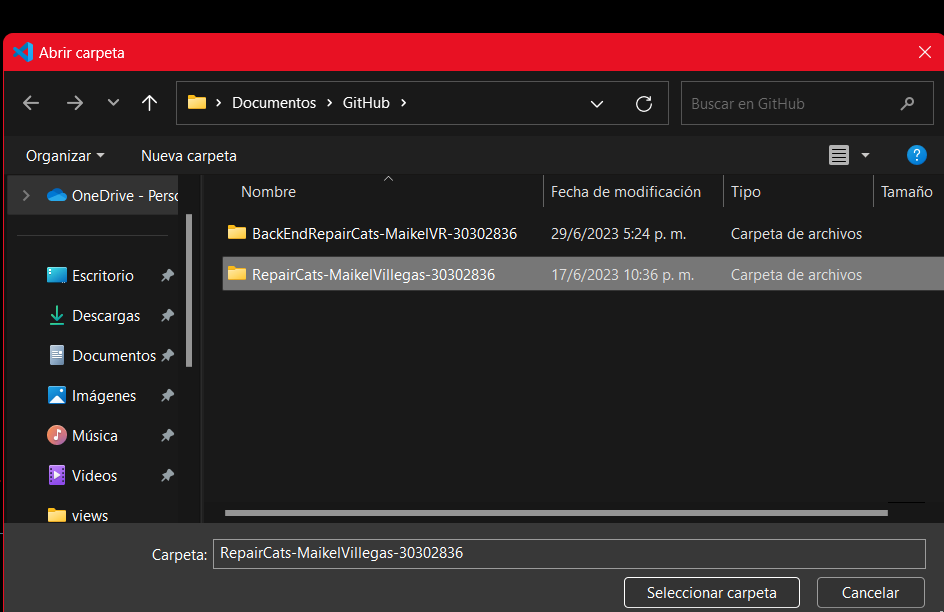 Abrir carpeta
Documentos GitHub
Buscar en GitHub
Organizar Nueva carpeta
OneDrive - Perso
Nombre Fecha de modificación Tipo Tamaño
BackEndRepairCats-MaikelVR-30302836 29/6/2023 5:24 p. m. Carpeta de archivos
RepairCats-MaikelVillegas-30302836 17/6/2023 10:36 p. m. Carpeta de archivos
Escritorio
Descargas
Documentos
Imágenes
Música
Videos
views
Carpeta: RepairCats-MaikelVillegas-30302836
Seleccionar carpeta Cancelar